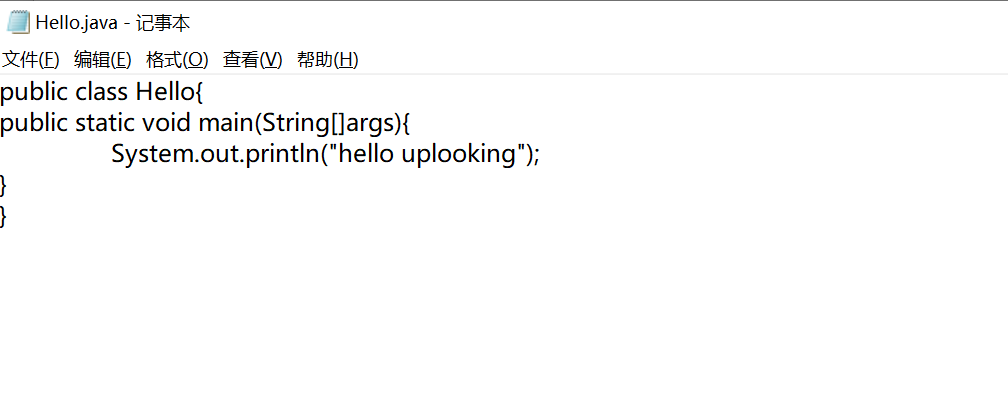 Hello.java - 记事本
文件(F) 编辑(E) 格式(O) 查看(V) 帮助(H)
public class Hello{
public static void main(String[]args){
System.out.println("hello uplooking");
}
}